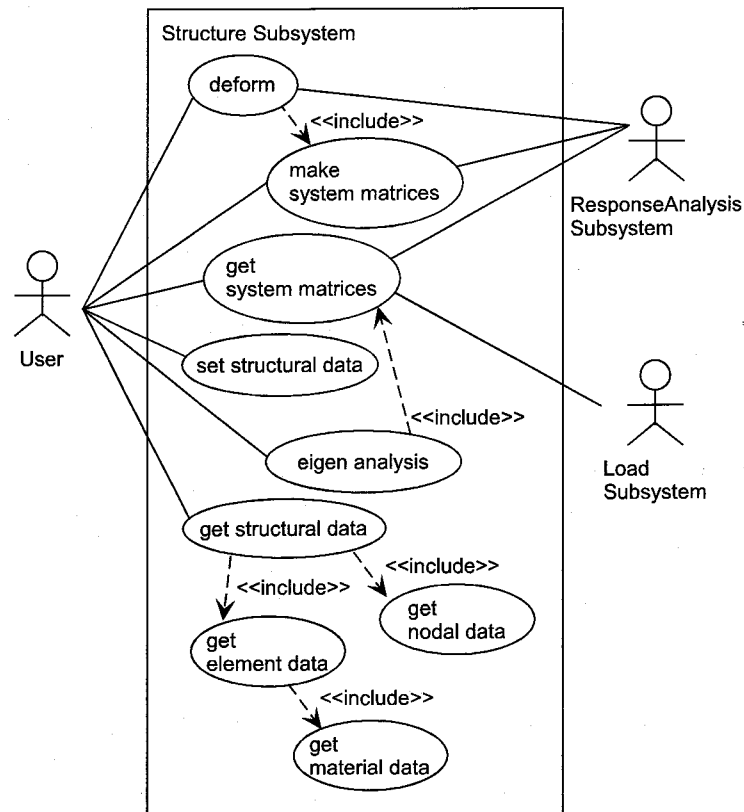 Structure Subsystem
deform
<<include>>
make
system matrices
ResponseAnalysis
Subsystem
get
system matrices
User
set structural data
<<include>>
eigen analysis
Load
Subsystem
get structural data
<<include>>
<<include>>
get
nodal data
get
element data
<<include>>
get
material data